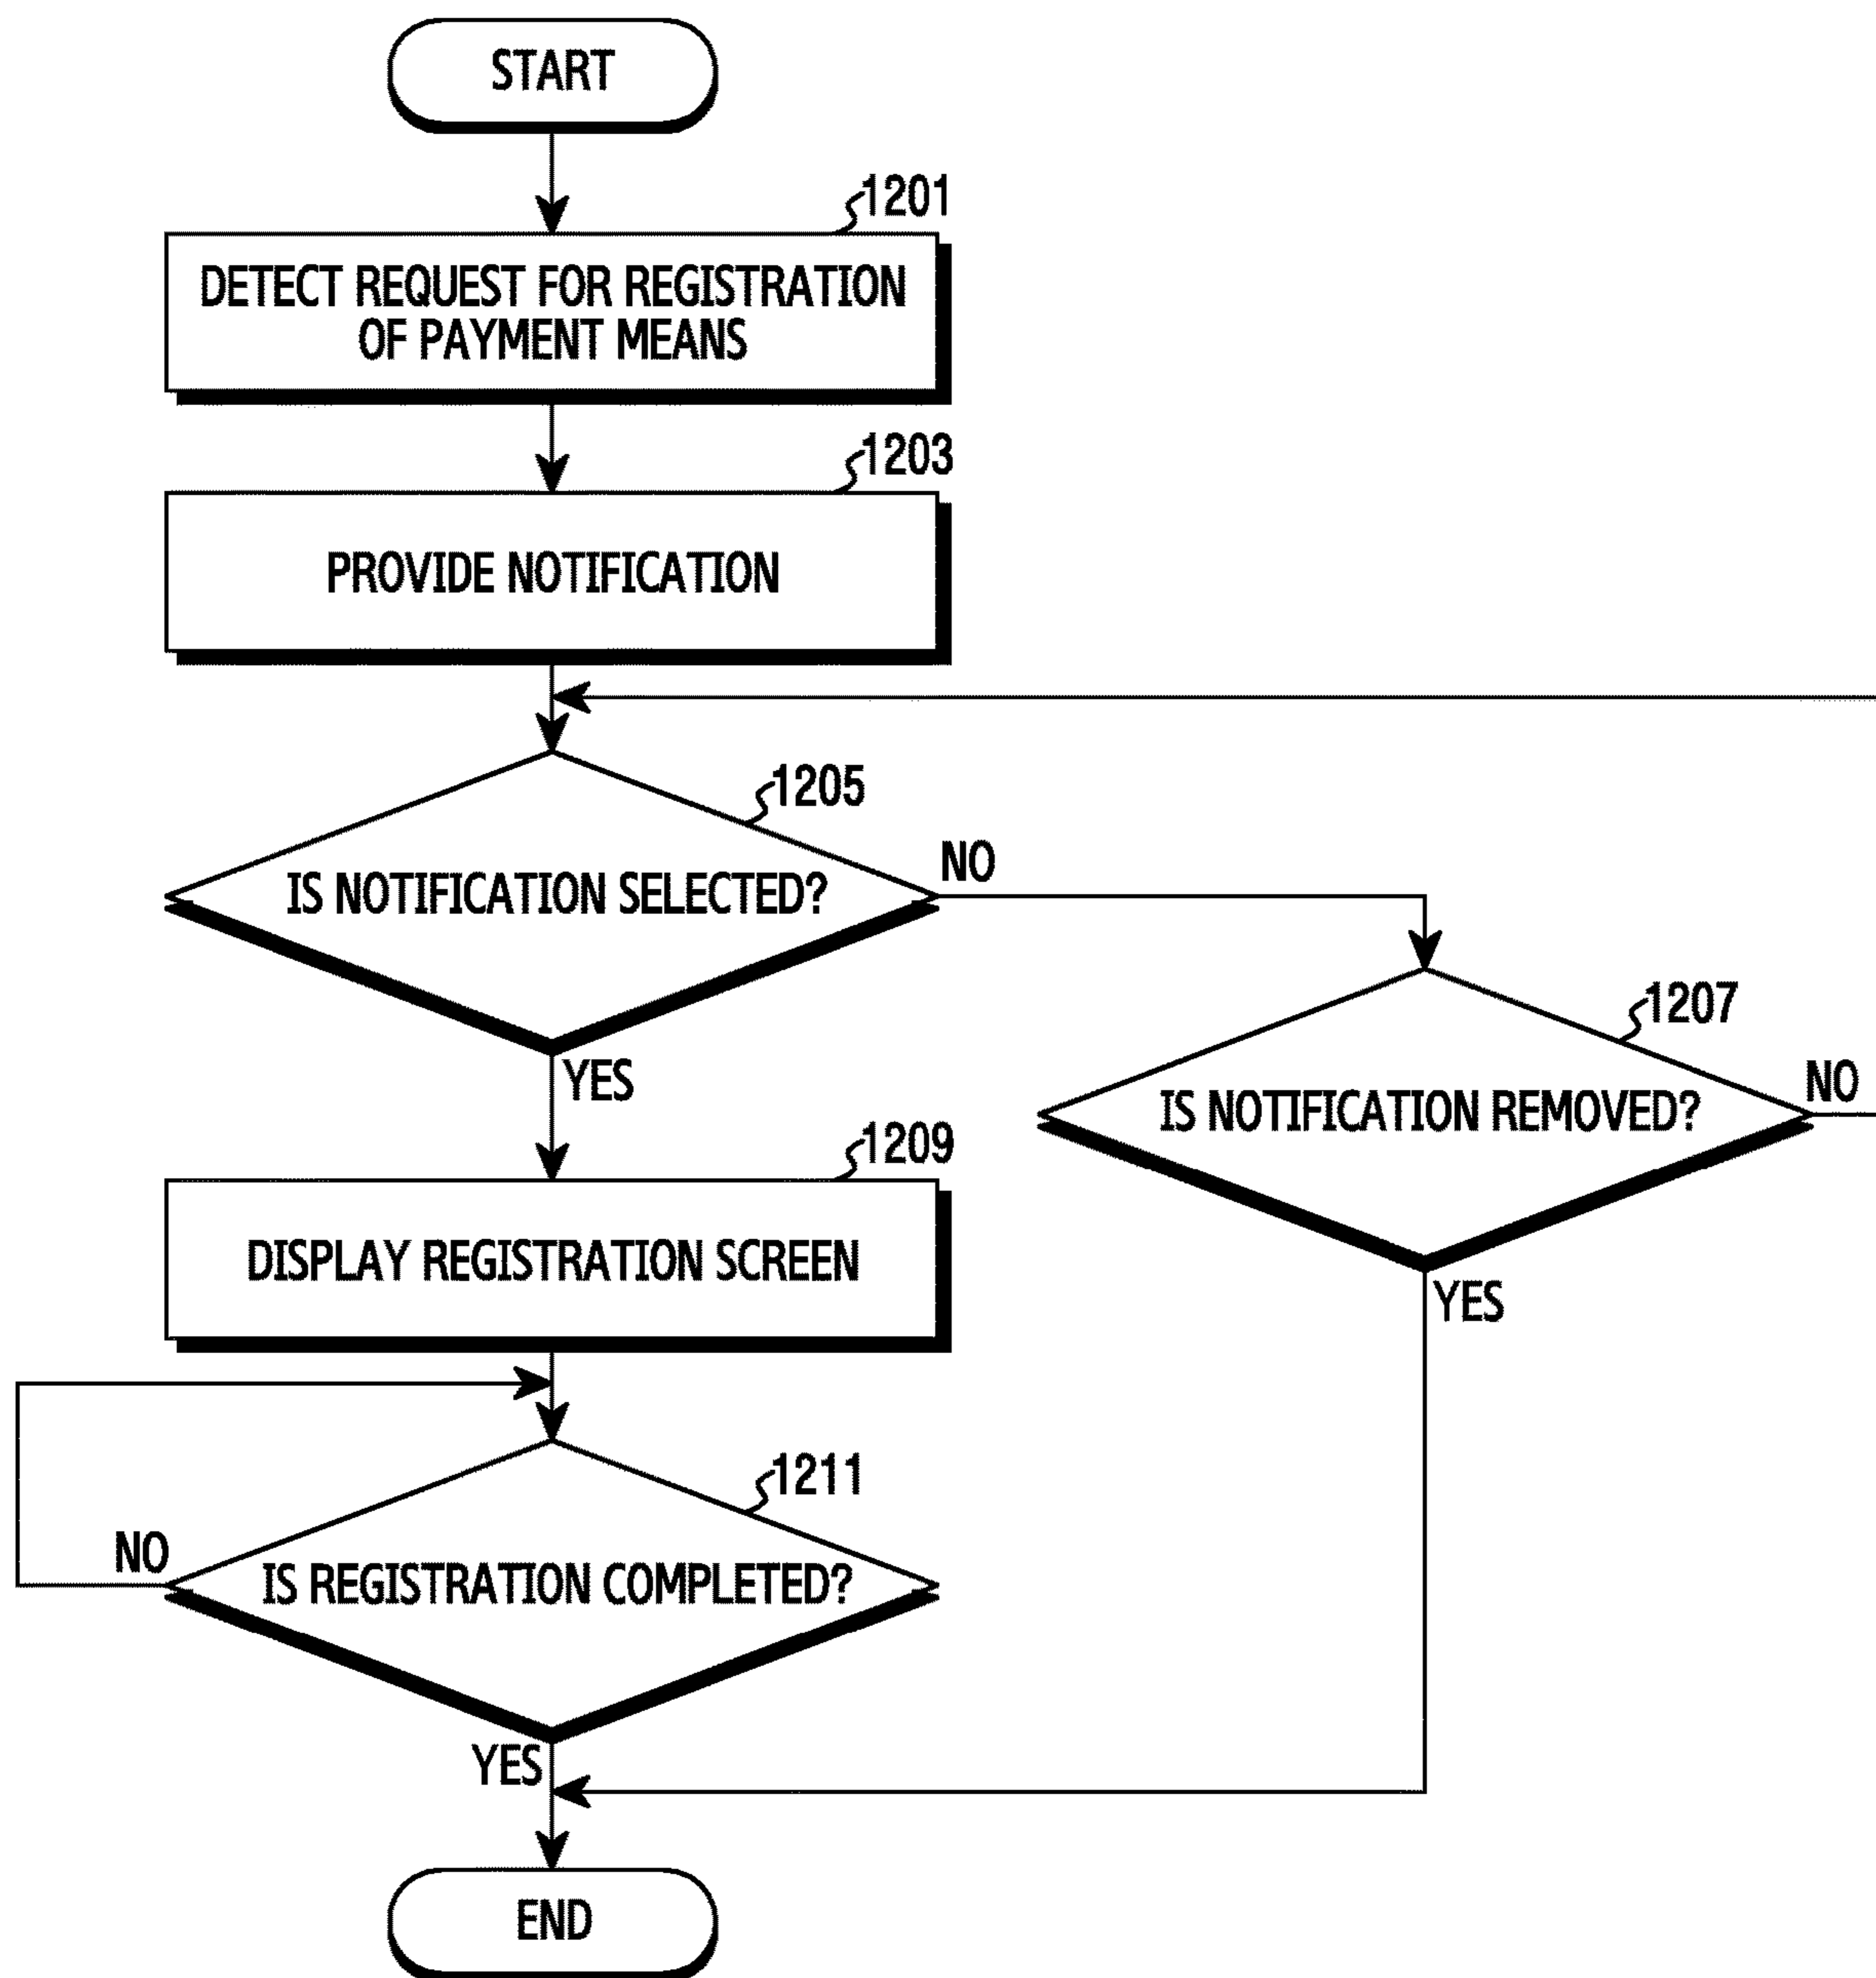 START
1201
DETECT REQUEST FOR REGISTRATION
OF PAYMENT MEANS
1203
PROVIDE NOTIFICATION
1205
IS NOTIFICATION SELECTED?
NO
1207
IS NOTIFICATION REMOVED?
NO
YES
YES
1209
DISPLAY REGISTRATION SCREEN
1211
NO
IS REGISTRATION COMPLETED?
YES
END